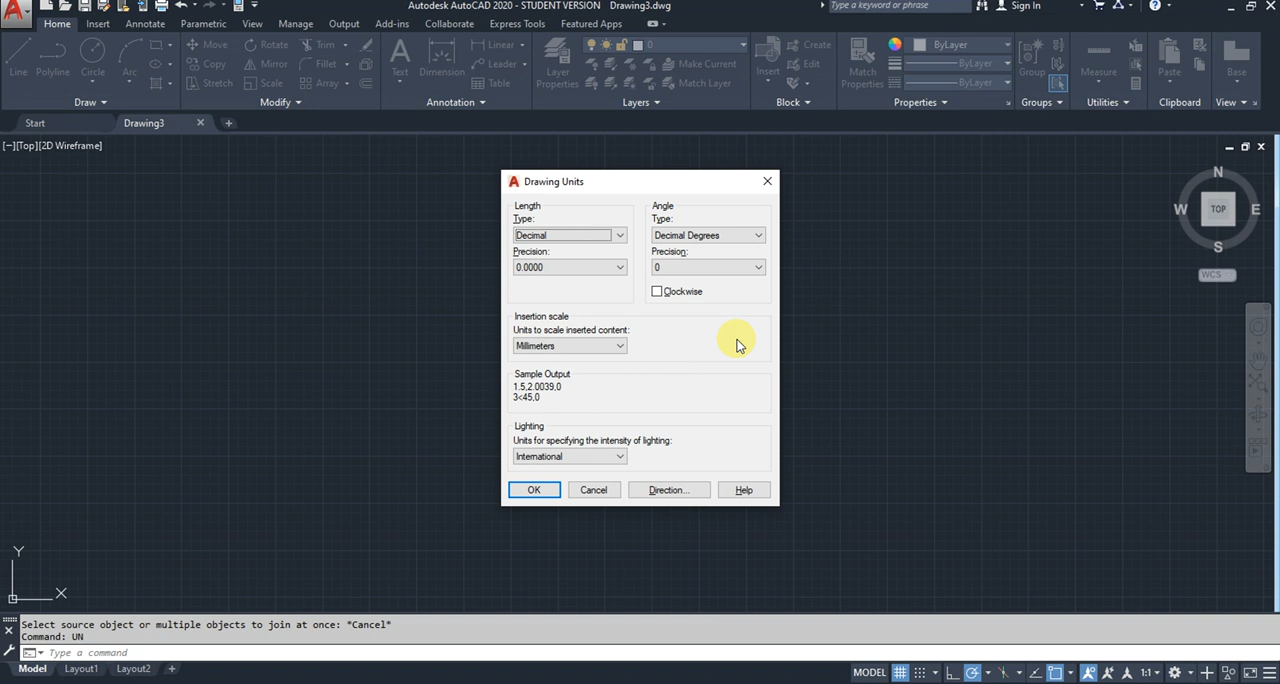 Autodesk AutoCAD 2020 - STUDENT VERSION Drawing3.dwg
Type a keyword or phrase
Sign In
Home Insert Annotate Parametric View Manage Output Add-ins Collaborate Express Tools Featured Apps
Line Polyline Circle Arc
Move Rotate Trim
Copy Mirror Fillet
Stretch Scale Array
Text Dimension
Linear
Leader
Table
Layer Properties
0
Make Current
Match Layer
Insert
Create
Edit
Match Properties
ByLayer
ByLayer
ByLayer
Group
Measure
Paste
Base
Draw Modify Annotation Layers Block Properties Groups Utilities Clipboard View
Start Drawing3
[−][Top][2D Wireframe]
N
W TOP E
S
WCS
Drawing Units
Length
Type:
Decimal
Precision:
0.0000
Angle
Type:
Decimal Degrees
Precision:
0
Clockwise
Insertion scale
Units to scale inserted content:
Millimeters
Sample Output
1.5,2.0039,0
3<45,0
Lighting
Units for specifying the intensity of lighting:
International
OK Cancel Direction... Help
Y
X
Select source object or multiple objects to join at once: *Cancel*
Command: UN
Type a command
Model Layout1 Layout2 +
MODEL 1:1